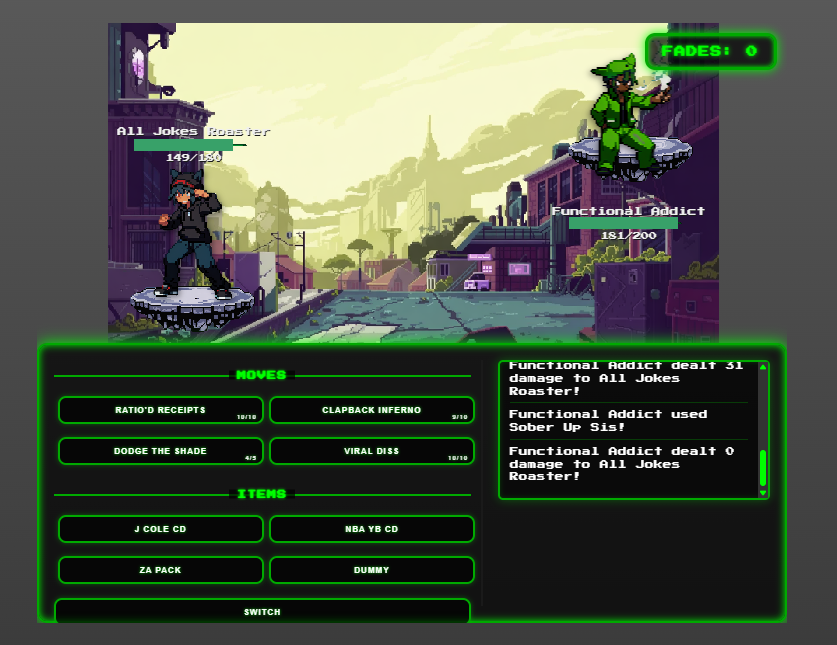 FADES: 0
All Jokes Roaster
149/180
Functional Addict
181/200
MOVES
RATIO'D RECEIPTS 10/10
CLAPBACK INFERNO 9/10
DODGE THE SHADE 4/5
VIRAL DISS 10/10
ITEMS
J COLE CD
NBA YB CD
ZA PACK
DUMMY
SWITCH
Functional Addict dealt 31
damage to All Jokes
Roaster!
Functional Addict used
Sober Up Sis!
Functional Addict dealt 0
damage to All Jokes
Roaster!